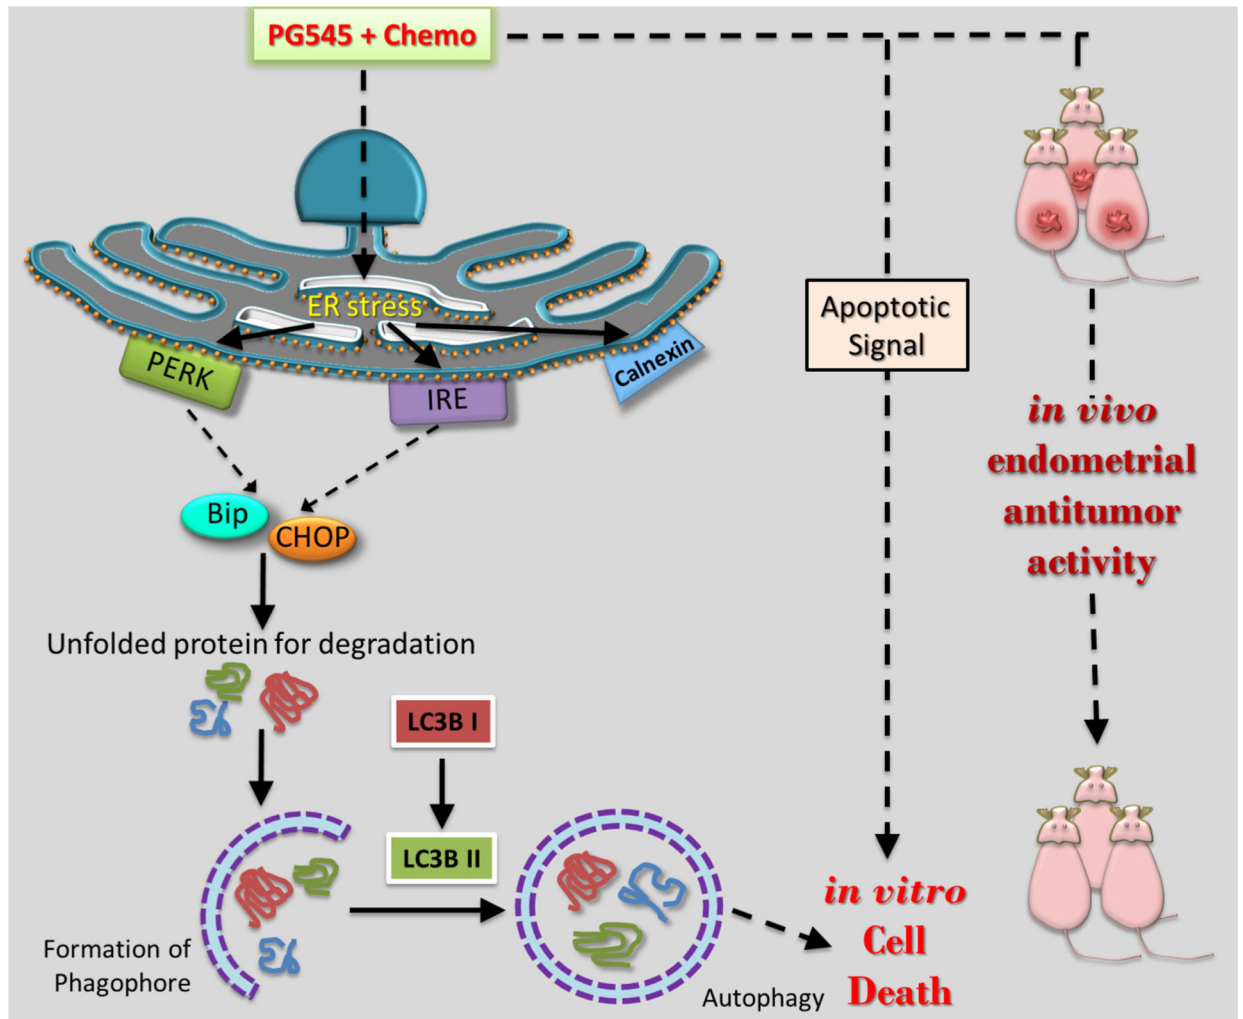 PG545 + Chemo
ER stress
PERK
IRE
Calnexin
Bip
CHOP
Unfolded protein for degradation
LC3B I
LC3B II
Formation of
Phagophore
Autophagy
Apoptotic
Signal
in vitro
Cell
Death
in vivo
endometrial
antitumor
activity